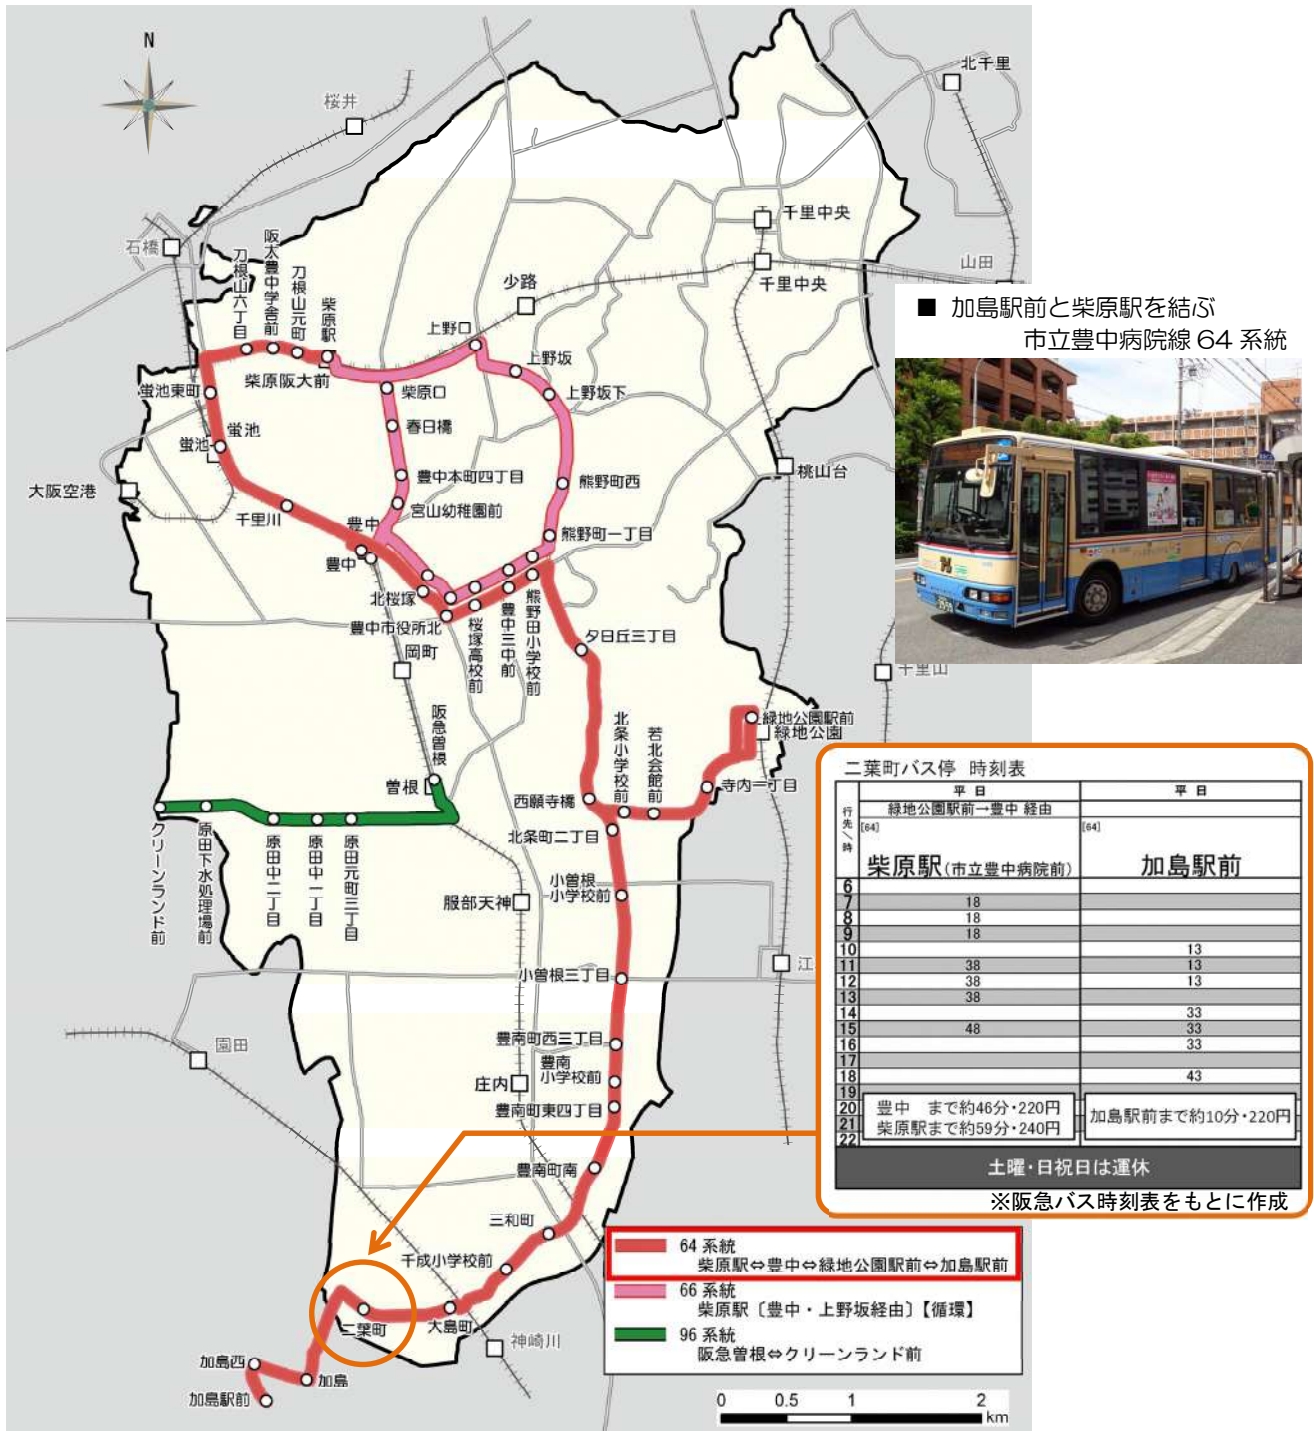 N
北千里
桜井
千里中央
石橋
刀根山六丁目
阪大豊中学舎前
刀根山元町
柴原駅
少路
千里中央
山田
上野口
■ 加島駅前と柴原駅を結ぶ
市立豊中病院線 64 系統
柴原阪大前
上野坂
蛍池東町
柴原口
上野坂下
春日橋
蛍池
蛍池
豊中本町四丁目
熊野町西
桃山台
大阪空港
宮山幼稚園前
千里川
豊中
熊野町一丁目
豊中
北桜塚
豊中市役所北
桜塚高校前
豊中三中前
熊野田小学校前
夕日丘三丁目
岡町
千里山
阪急曽根
北条小学校前
若北会館前
緑地公園駅前
緑地公園
曽根
西願寺橋
寺内一丁目
クリーンランド前
原田下水処理場前
原田中二丁目
原田中一丁目
原田元町三丁目
北条町二丁目
小曽根
小学校前
服部天神
江
小曽根三丁目
豊南町西三丁目
園田
豊南
小学校前
庄内
豊南町東四丁目
豊南町南
三和町
千成小学校前
二葉町
大島町
神崎川
加島西
加島
加島駅前
二葉町バス停 時刻表
平 日 平 日
行先/時
緑地公園駅前→豊中 経由
[64] [64]
柴原駅(市立豊中病院前) 加島駅前
6
7 18
8 18
9 18
10 13
11 38 13
12 38 13
13 38
14 33
15 48 33
16 33
17
18 43
19
20
21
22
豊中 まで約46分・220円
柴原駅まで約59分・240円
加島駅前まで約10分・220円
土曜・日祝日は運休
※阪急バス時刻表をもとに作成
64 系統
柴原駅⇔豊中⇔緑地公園駅前⇔加島駅前
66 系統
柴原駅〔豊中・上野坂経由〕【循環】
96 系統
阪急曽根⇔クリーンランド前
0 0.5 1 2
km